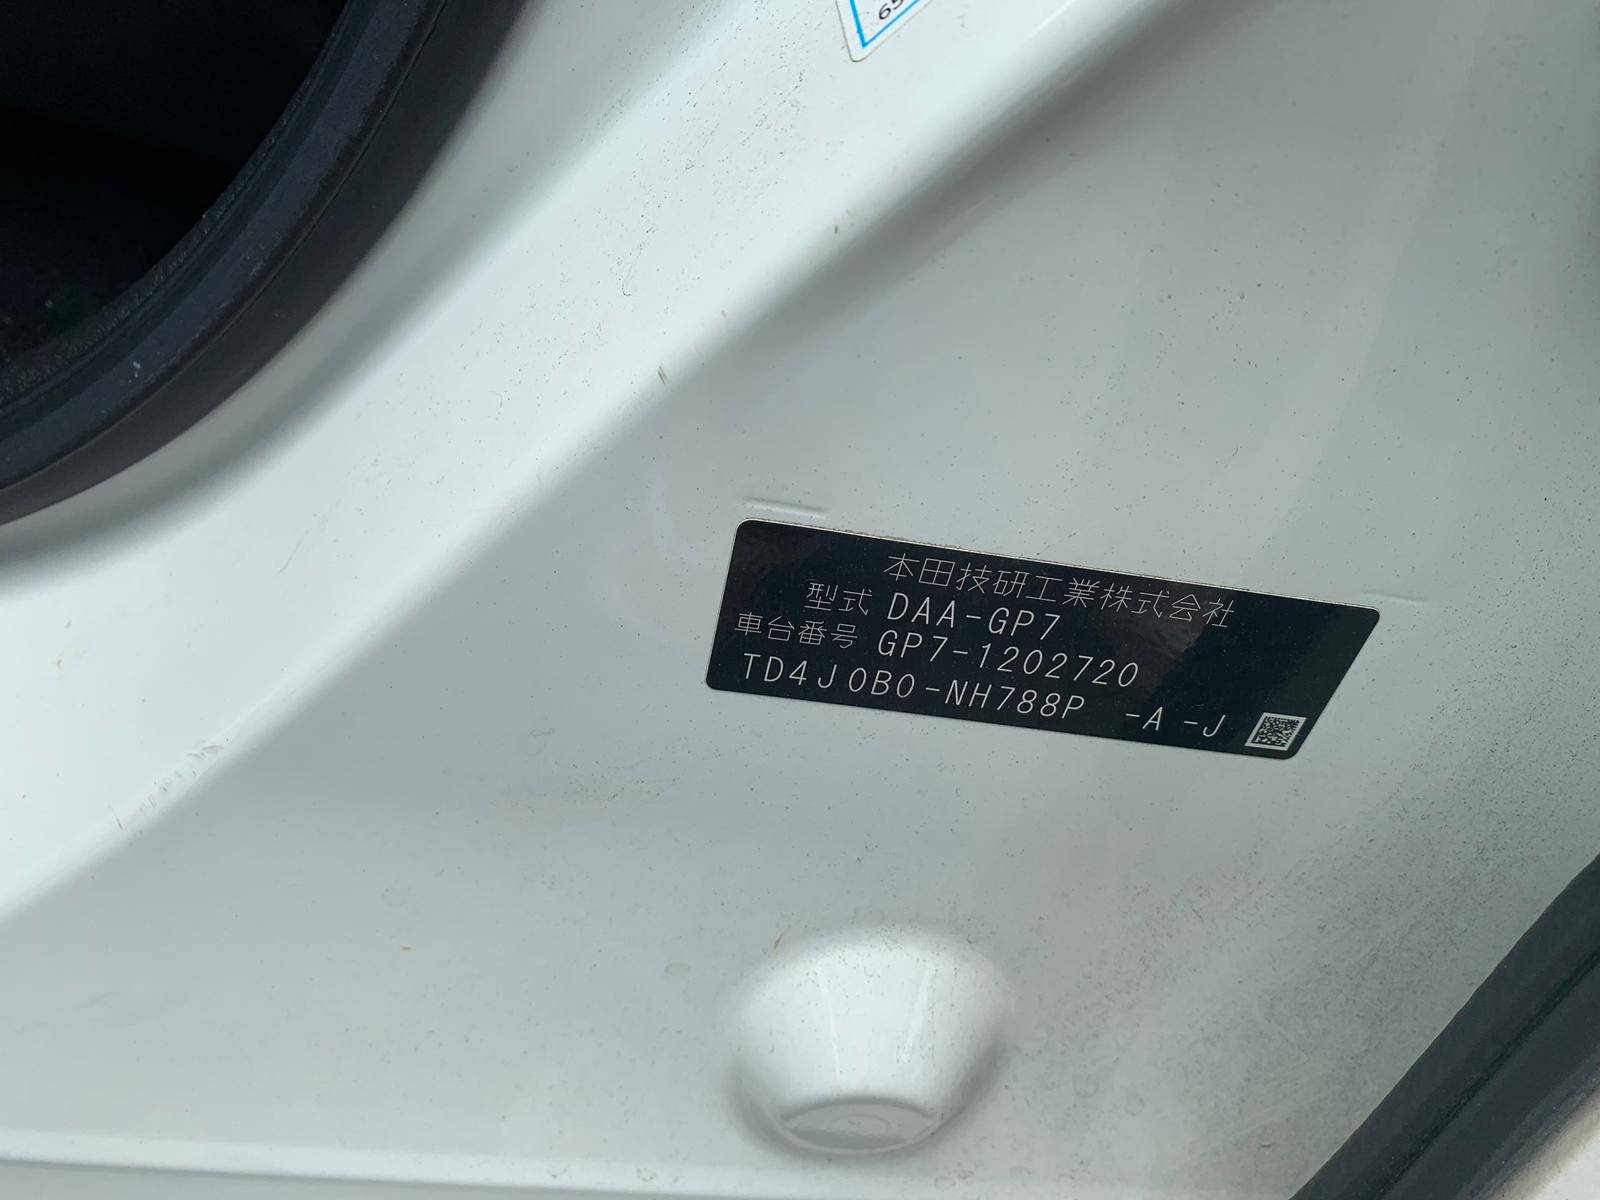 本田技研工業株式会社
型式 DAA-GP7
車台番号 GP7-1202720
TD4J0B0-NH788P -A -J